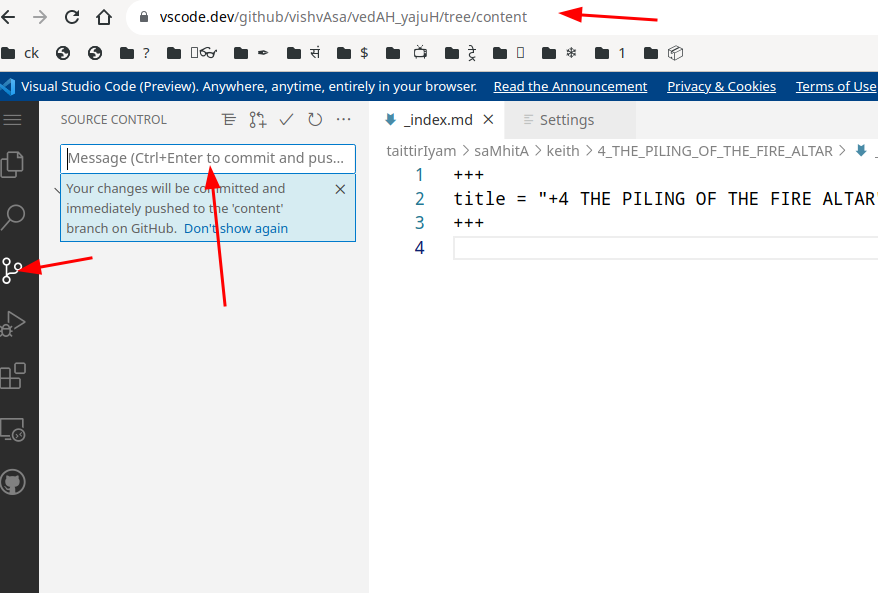 vscode.dev/github/vishvAsa/vedAH_yajuH/tree/content
ck ? सं $ ट्र 1
Visual Studio Code (Preview). Anywhere, anytime, entirely in your browser. Read the Announcement Privacy & Cookies Terms of Use
SOURCE CONTROL
_index.md Settings
Message (Ctrl+Enter to commit and pus...
Your changes will be committed and
immediately pushed to the 'content'
branch on GitHub. Don't show again
taittirIyam > saMhitA > keith > 4_THE_PILING_OF_THE_FIRE_ALTAR >
1 +++
2 title = "+4 THE PILING OF THE FIRE ALTAR"
3 +++
4